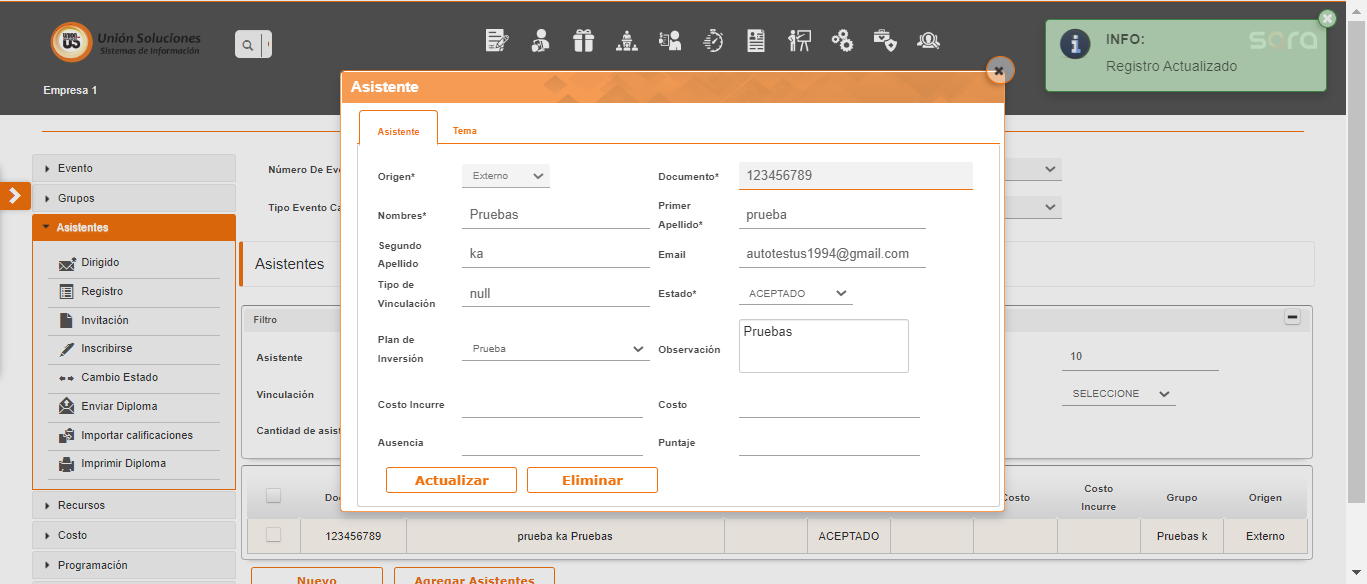 UNIÓN
US
Unión Soluciones
Sistemas de Información
Empresa 1
INFO:
sara
Registro Actualizado
Evento
Grupos
Asistentes
Dirigido
Registro
Invitación
Inscribirse
Cambio Estado
Enviar Diploma
Importar calificaciones
Imprimir Diploma
Recursos
Costo
Programación
Número De Eve
Tipo Evento Ca
Asistentes
Filtro
Asistente
10
Vinculación
SELECCIONE
Cantidad de asist
Asistente
Asistente
Tema
Origen*
Externo
Documento*
123456789
Nombres*
Pruebas
Primer
Apellido*
prueba
Segundo
Apellido
ka
Email
autotestus1994@gmail.com
Tipo de
Vinculación
null
Estado*
ACEPTADO
Plan de
Inversión
Prueba
Observación
Pruebas
Costo Incurre
Costo
Ausencia
Puntaje
Actualizar
Eliminar
Do
Costo
Costo
Incurre
Grupo
Origen
123456789
prueba ka Pruebas
ACEPTADO
Pruebas k
Externo
Nuevo
Agregar Asistentes